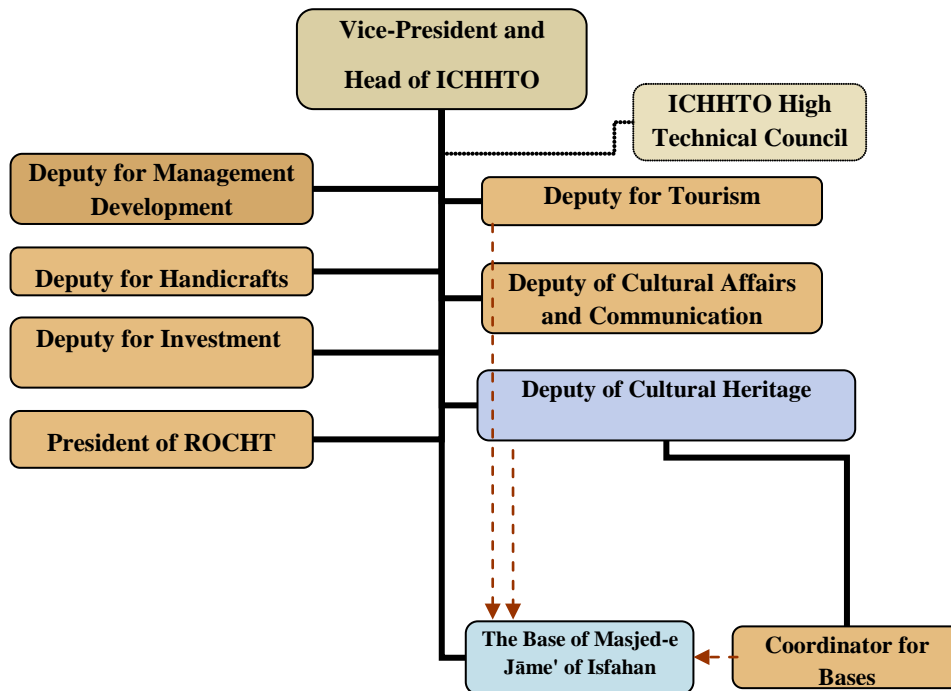 Vice-President and
Head of ICHHTO
ICHHTO High
Technical Council
Deputy for Management
Development
Deputy for Tourism
Deputy for Handicrafts
Deputy of Cultural Affairs
and Communication
Deputy for Investment
Deputy of Cultural Heritage
President of ROCHT
The Base of Masjed-e
Jāme' of Isfahan
Coordinator for
Bases